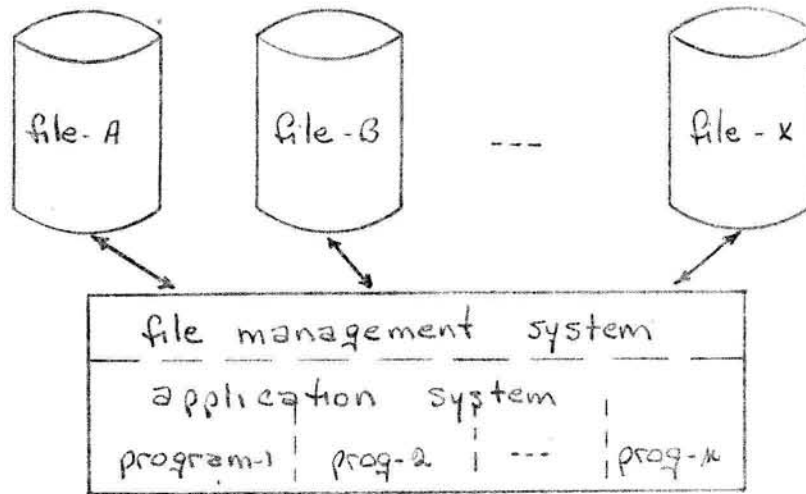 file-A file-B --- file-x
file management system
application system
program-1 prog-2 --- prog-n